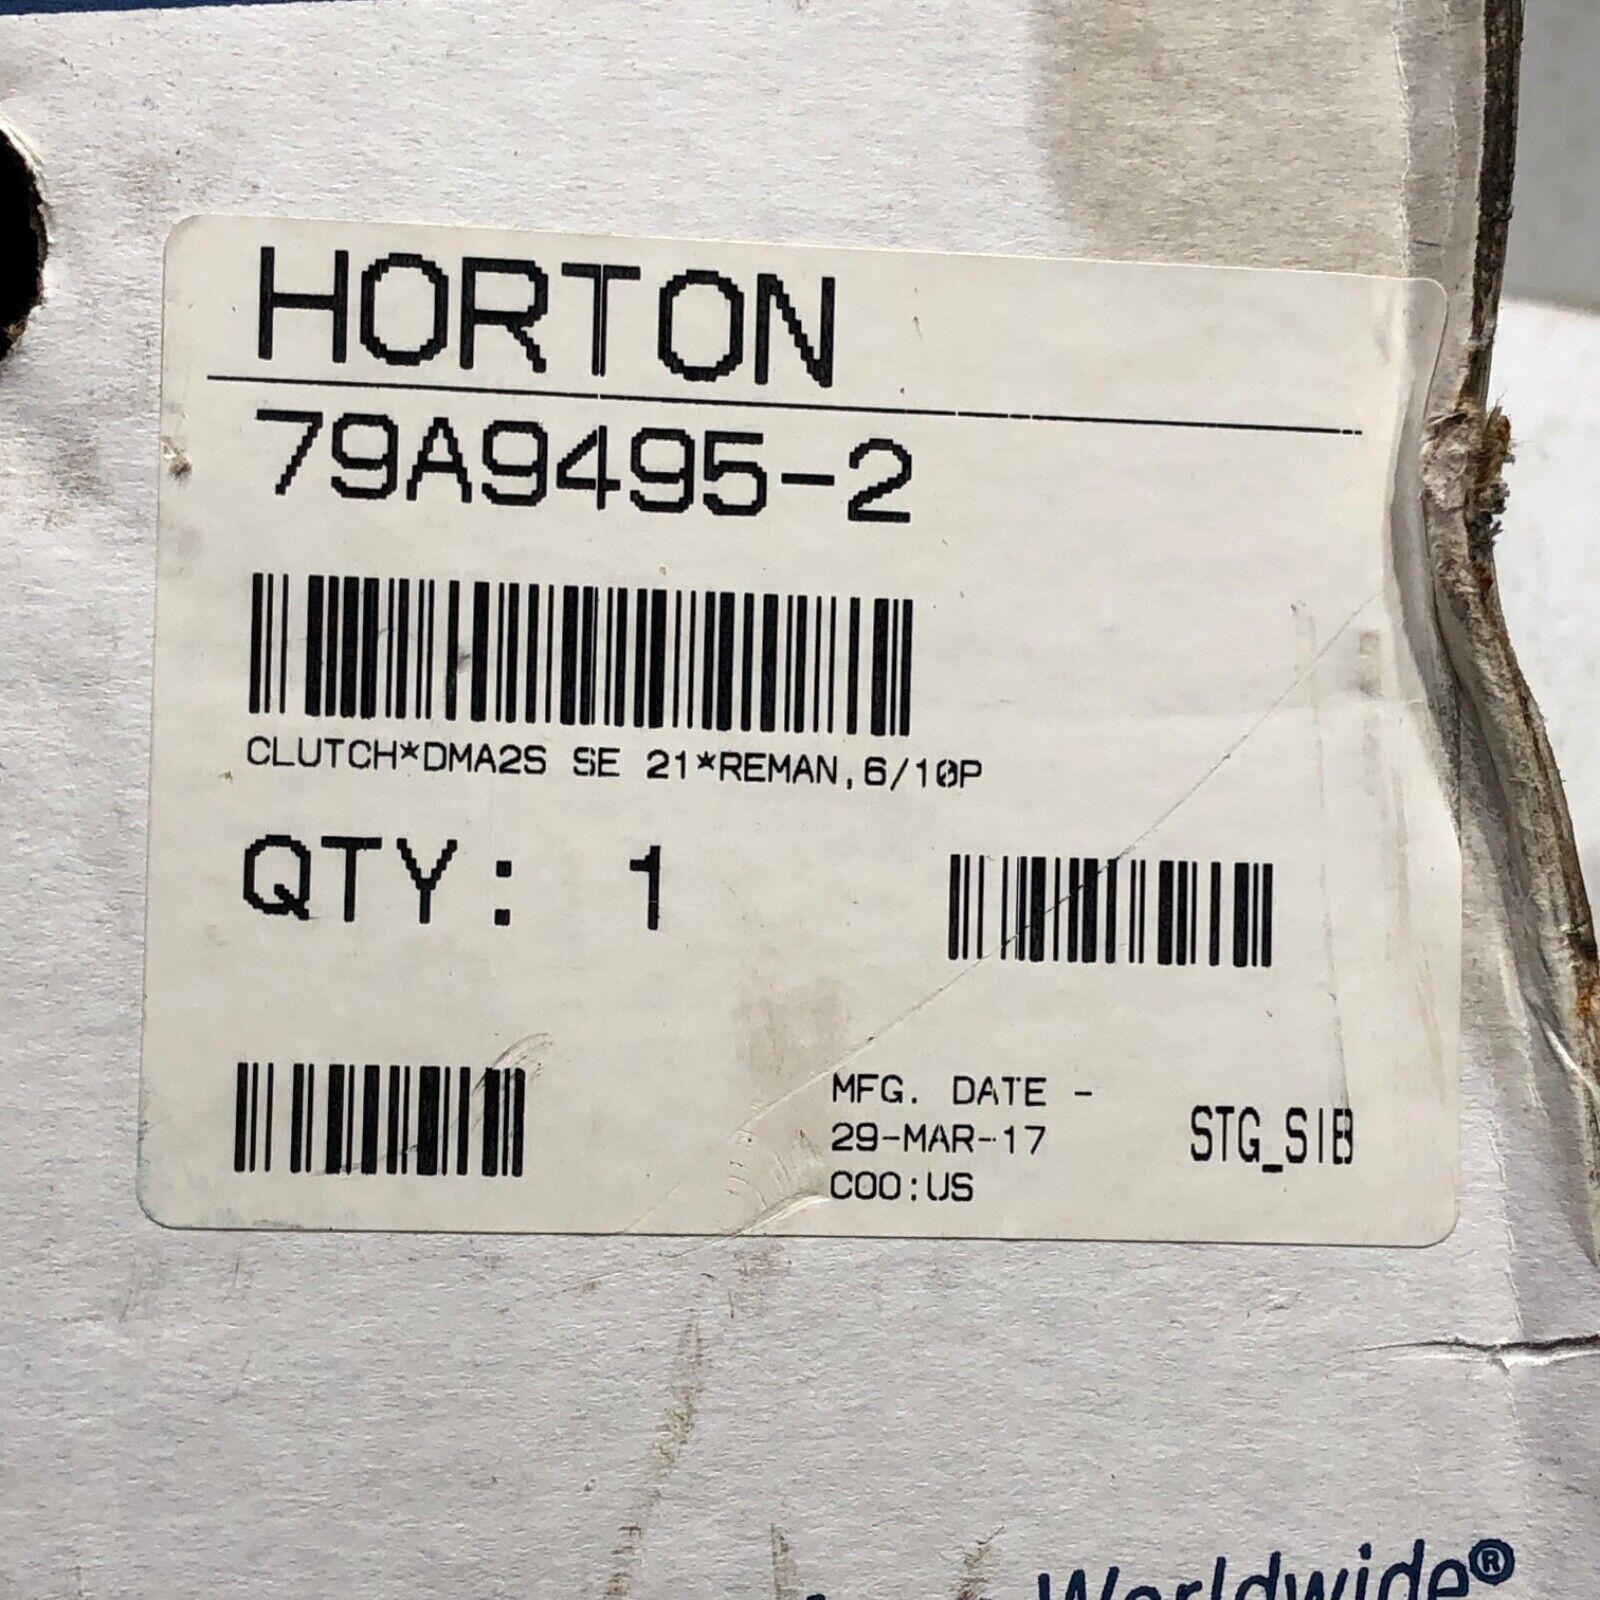 HORTON
79A9495-2
CLUTCH*DMA2S SE 21*REMAN,6/10P
QTY: 1
MFG. DATE -
29-MAR-17
COO:US
STG_SIB
Worldwide®